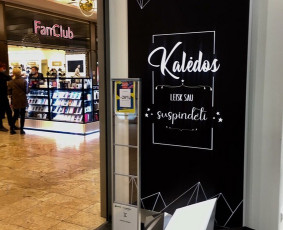 FanClub
Kalėdos
LEISK SAU
suspindėti